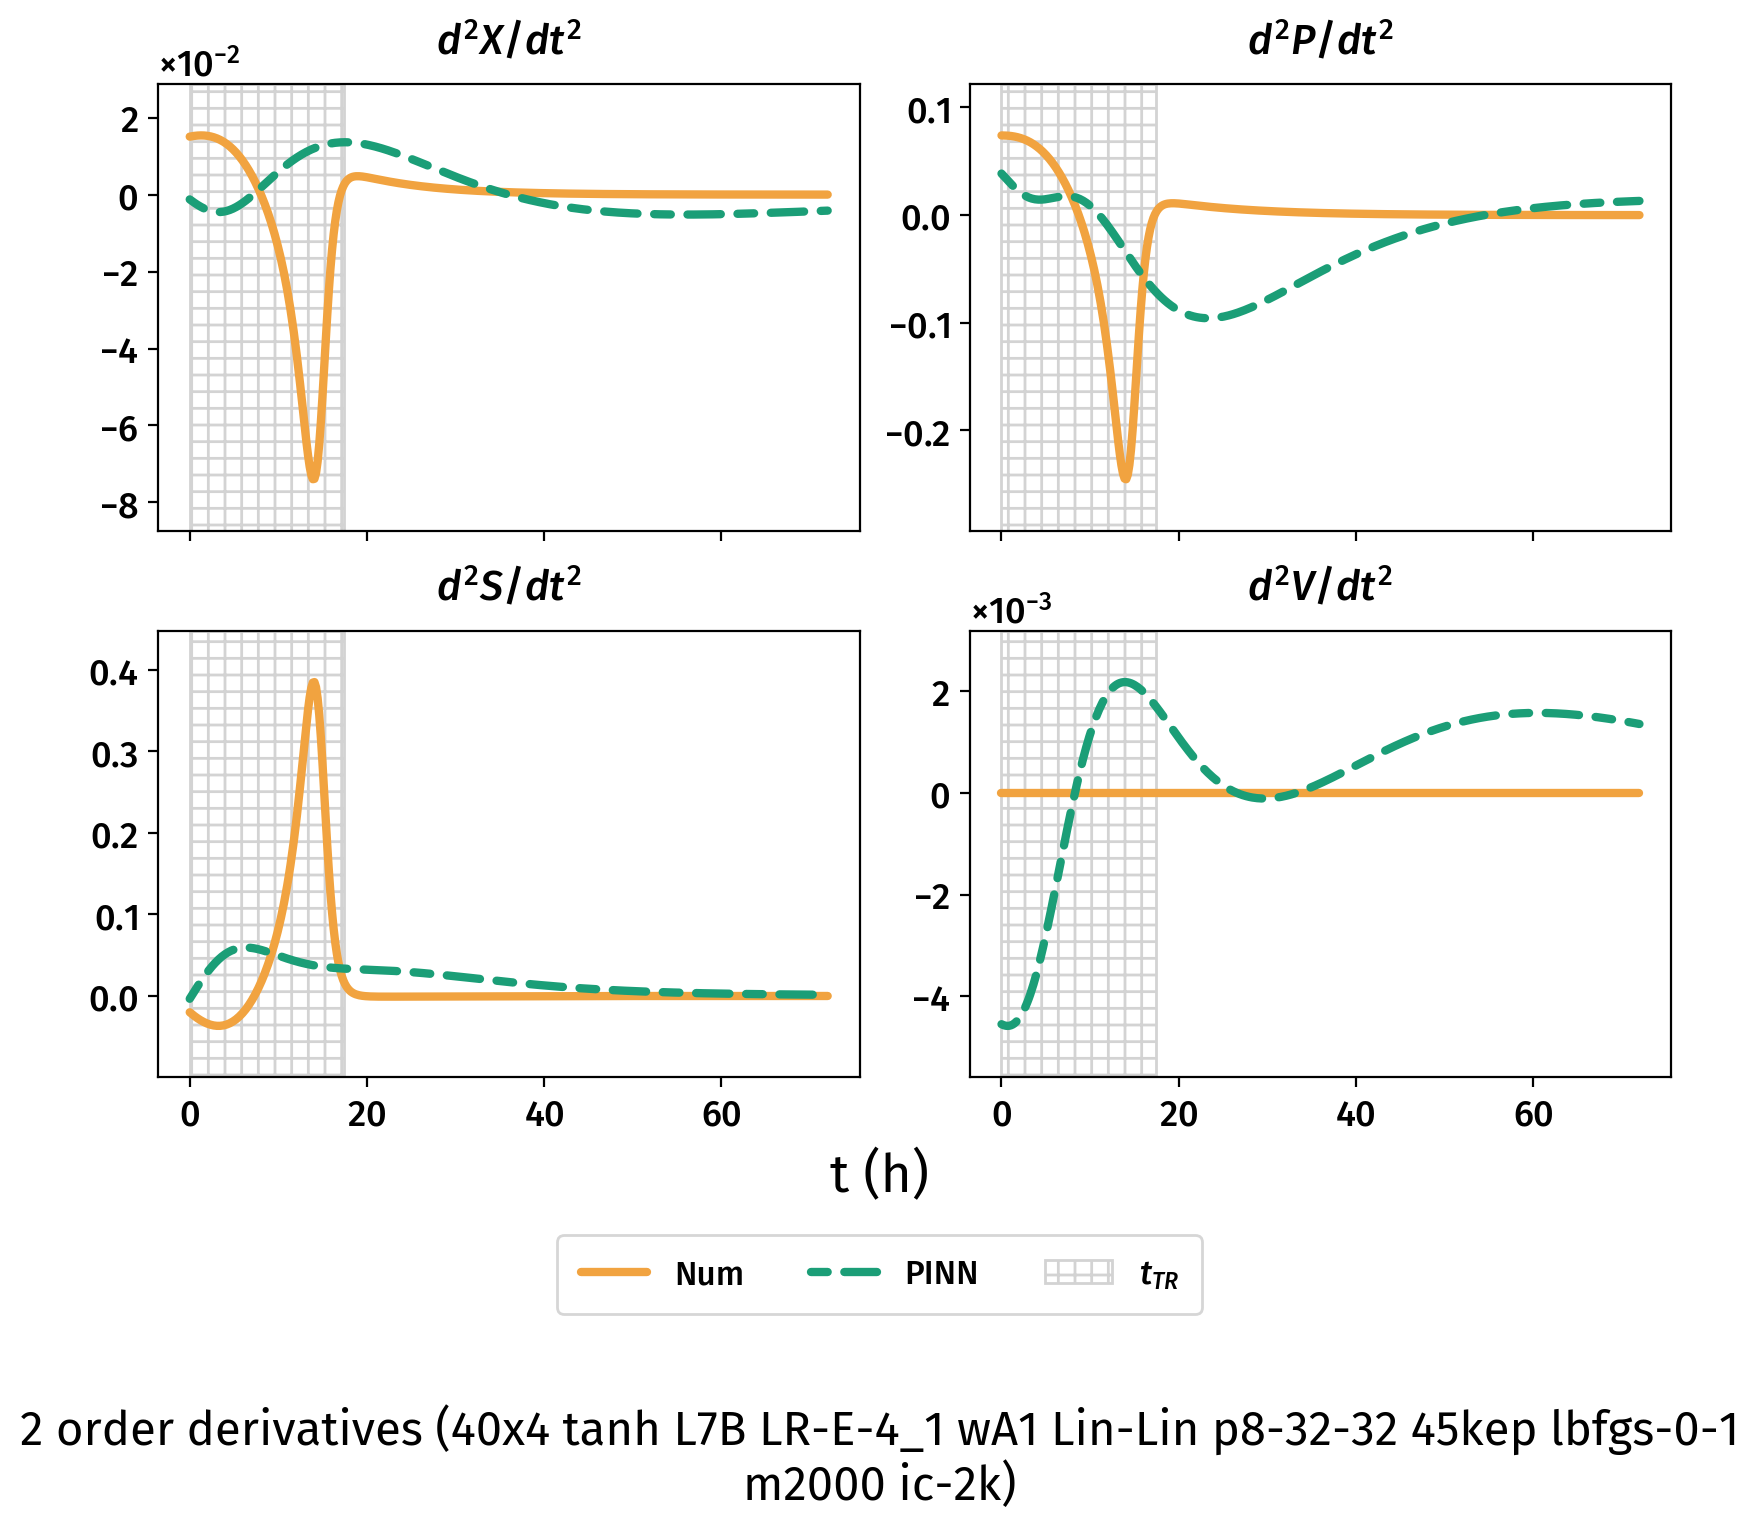 d²X/dt²
×10⁻²
2
0
−2
−4
−6
−8
d²P/dt²
0.1
0.0
−0.1
−0.2
d²S/dt²
0.4
0.3
0.2
0.1
0.0
0 20 40 60
d²V/dt²
×10⁻³
2
0
−2
−4
0 20 40 60
t (h)
Num PINN t_TR
2 order derivatives (40x4 tanh L7B LR-E-4_1 wA1 Lin-Lin p8-32-32 45kep lbfgs-0-1
m2000 ic-2k)